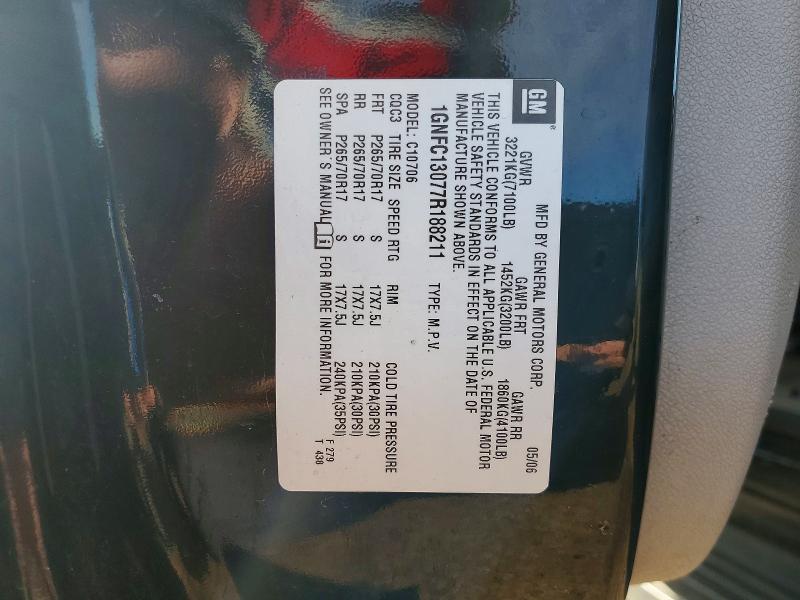 GM ®
MFD BY GENERAL MOTORS CORP. 05/06
GVWR GAWR FRT GAWR RR
3221KG(7100LB) 1452KG(3200LB) 1860KG(4100LB)
THIS VEHICLE CONFORMS TO ALL APPLICABLE U.S. FEDERAL MOTOR
VEHICLE SAFETY STANDARDS IN EFFECT ON THE DATE OF
MANUFACTURE SHOWN ABOVE.
1GNFC13077R188211 TYPE: M.P.V.
MODEL: C10706
CQC3 TIRE SIZE SPEED RTG RIM COLD TIRE PRESSURE
FRT P265/70R17 S 17X7.5J 210KPA(30PSI)
RR P265/70R17 S 17X7.5J 210KPA(30PSI)
SPA P265/70R17 S 17X7.5J 240KPA(35PSI)
SEE OWNER'S MANUAL i FOR MORE INFORMATION.
F 279
T 438